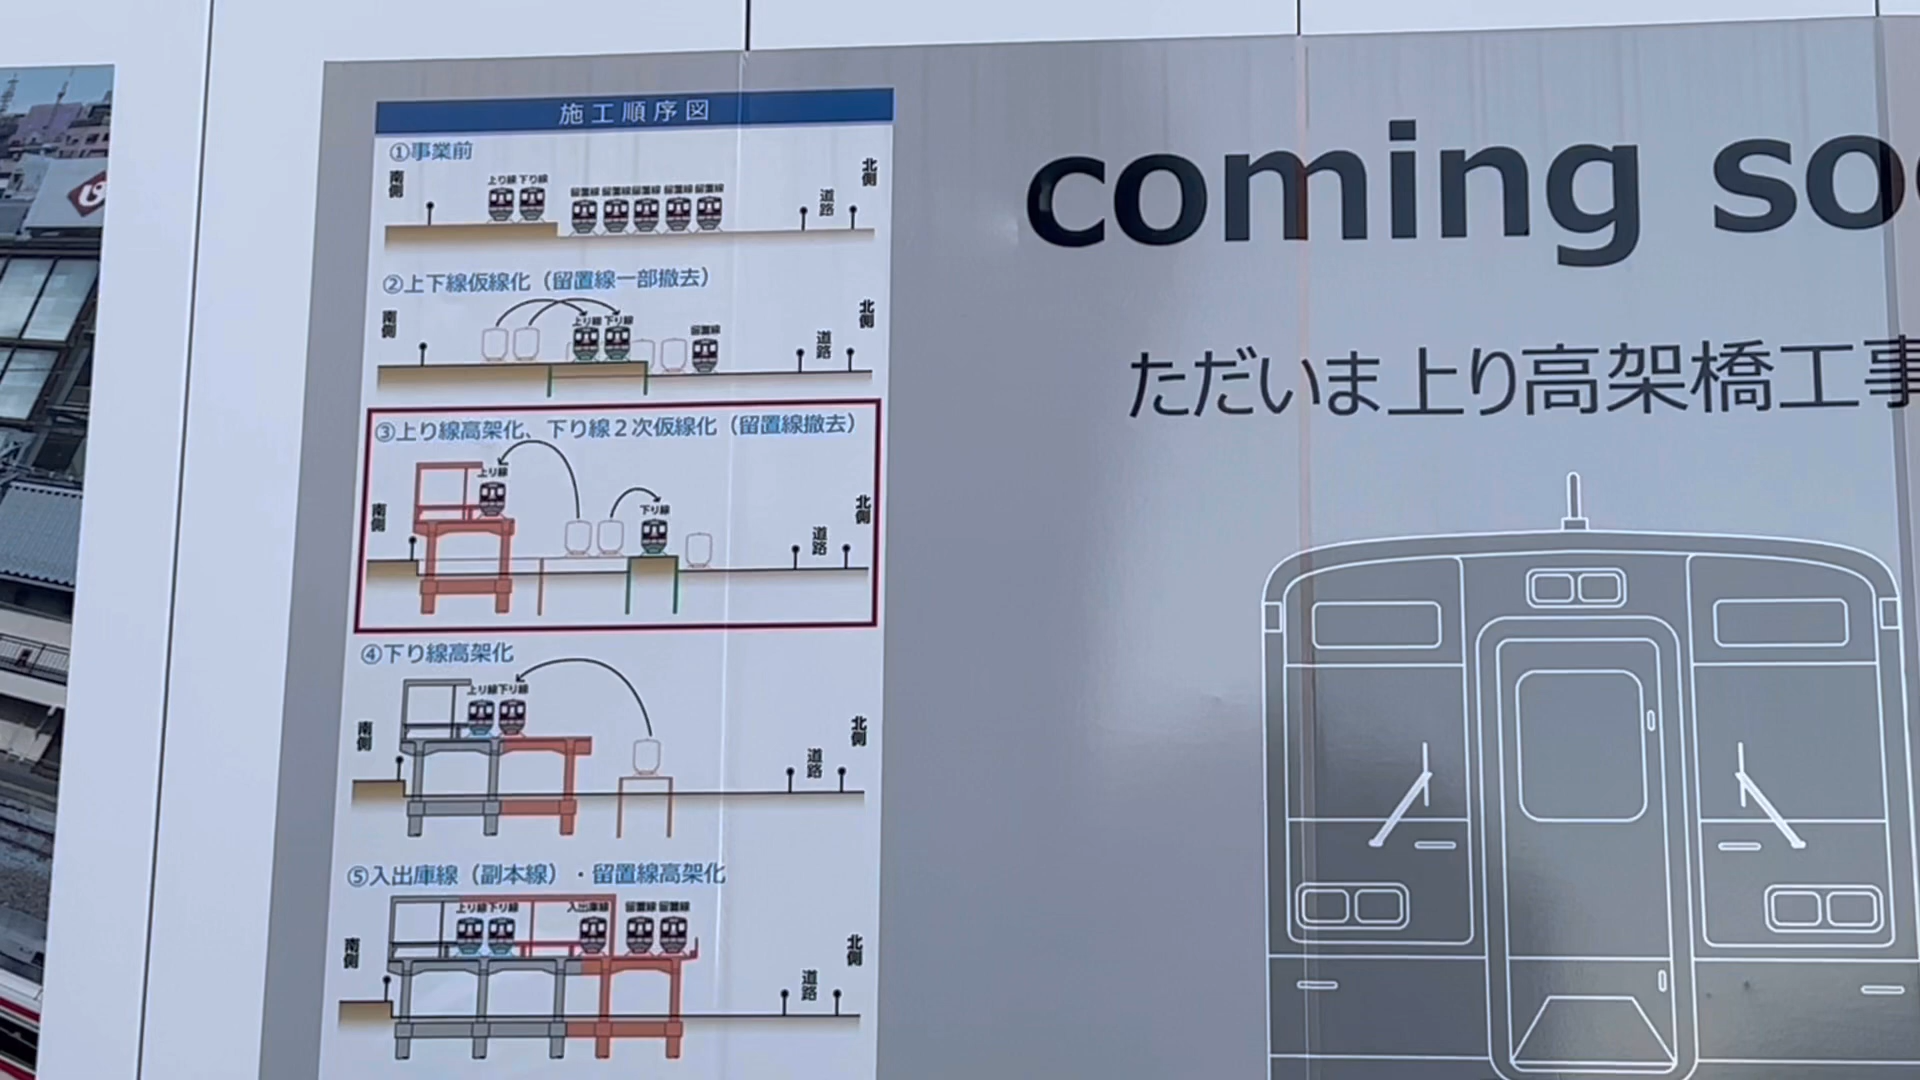 施工順序図
①事業前
南側
上り線 下り線
留置線 留置線 留置線 留置線 留置線
道路
北側
②上下線仮線化（留置線一部撤去）
南側
上り線 下り線
留置線
道路
北側
③上り線高架化、下り線２次仮線化（留置線撤去）
南側
上り線
下り線
道路
北側
④下り線高架化
南側
上り線 下り線
道路
北側
⑤入出庫線（副本線）・留置線高架化
南側
上り線 下り線
入出庫線
留置線 留置線
道路
北側
coming so
ただいま上り高架橋工事